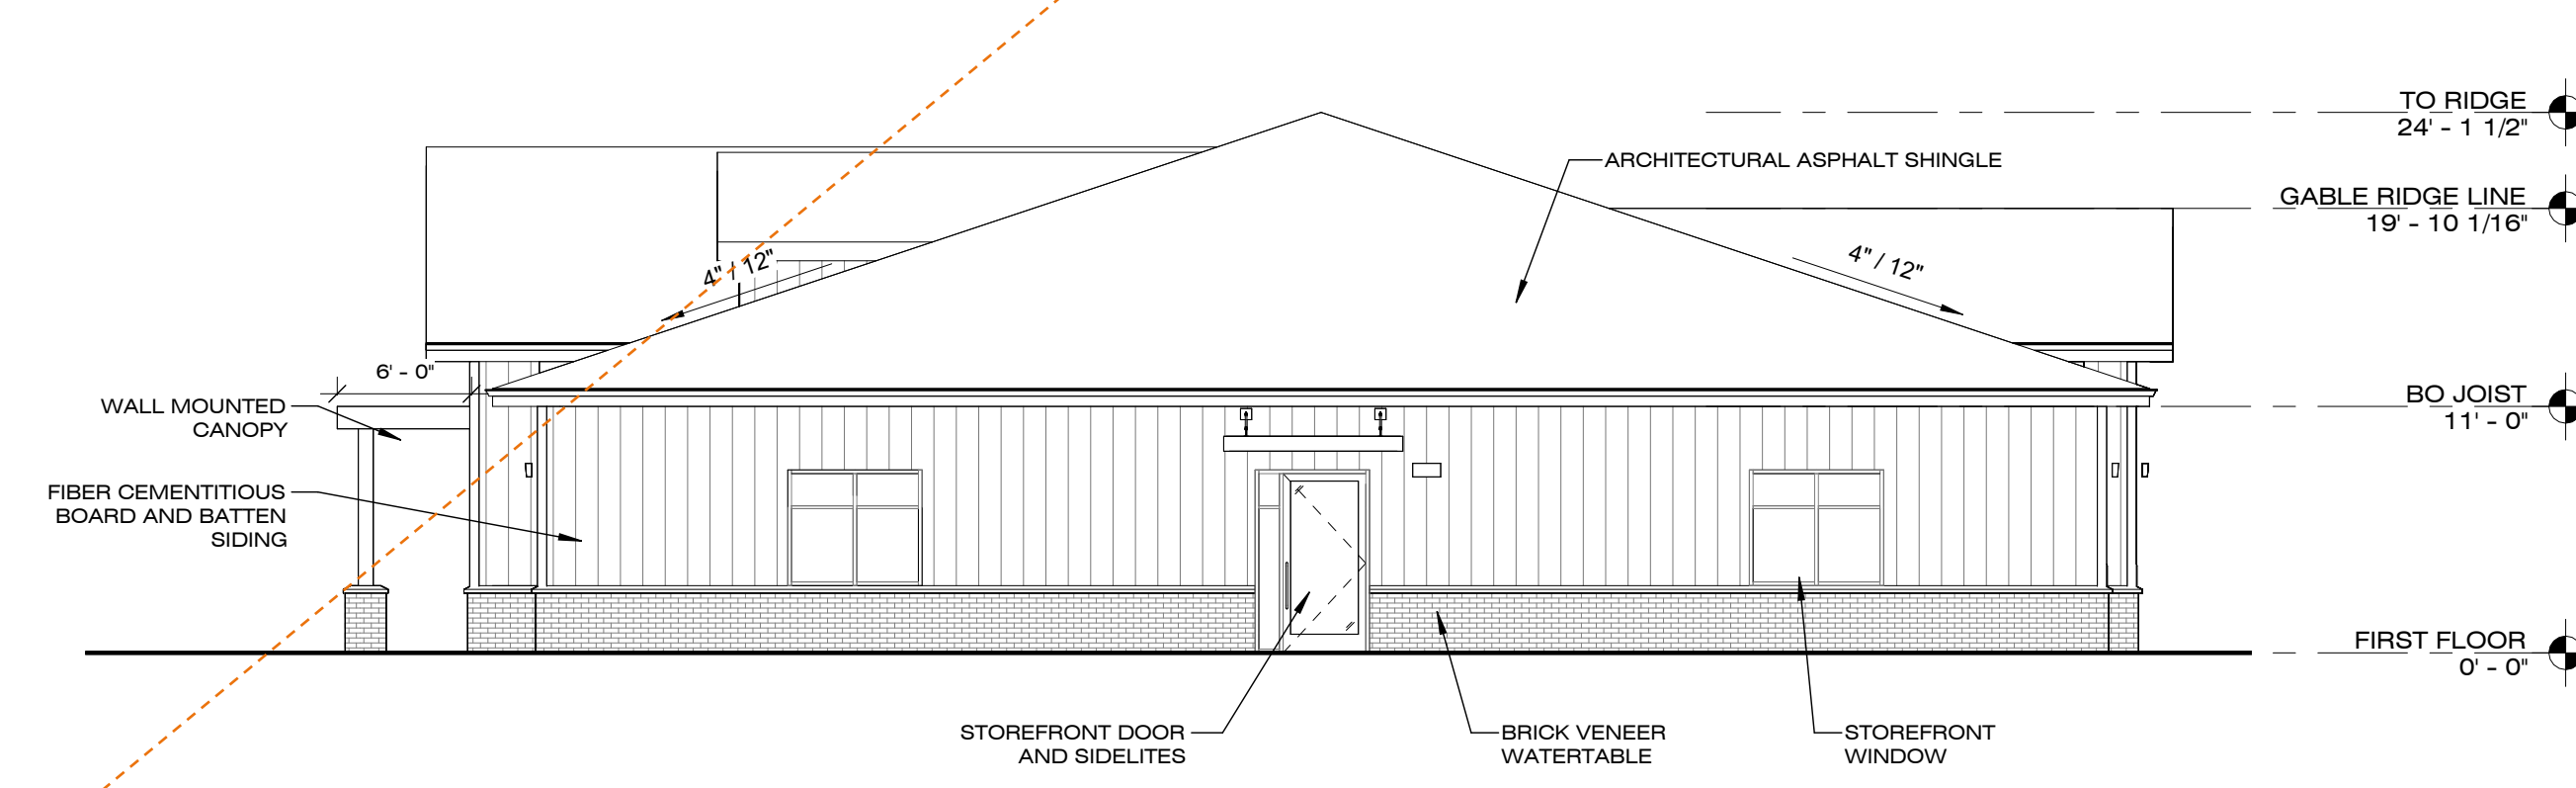 TO RIDGE
24' - 1 1/2"
ARCHITECTURAL ASPHALT SHINGLE
GABLE RIDGE LINE
19' - 10 1/16"
4" / 12"
4" / 12"
6' - 0"
WALL MOUNTED
CANOPY
BO JOIST
11' - 0"
FIBER CEMENTITIOUS
BOARD AND BATTEN
SIDING
FIRST FLOOR
0' - 0"
STOREFRONT DOOR
AND SIDELITES
BRICK VENEER
WATERTABLE
STOREFRONT
WINDOW